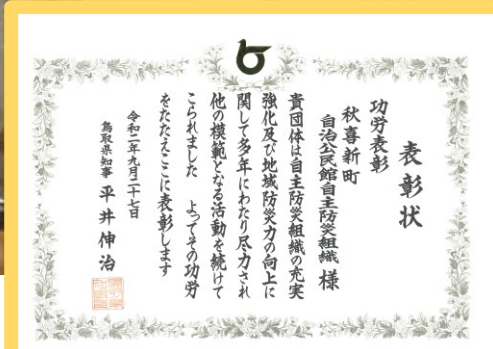 表彰状
功労表彰
秋喜新町
自治公民館自主防災組織 様
貴団体は自主防災組織の充実
強化及び地域防災力の向上に
関して多年にわたり尽力され
他の模範となる活動を続けて
こられました よってその功労
をたたえここに表彰します
令和二年九月二十七日
鳥取県知事 平井伸治